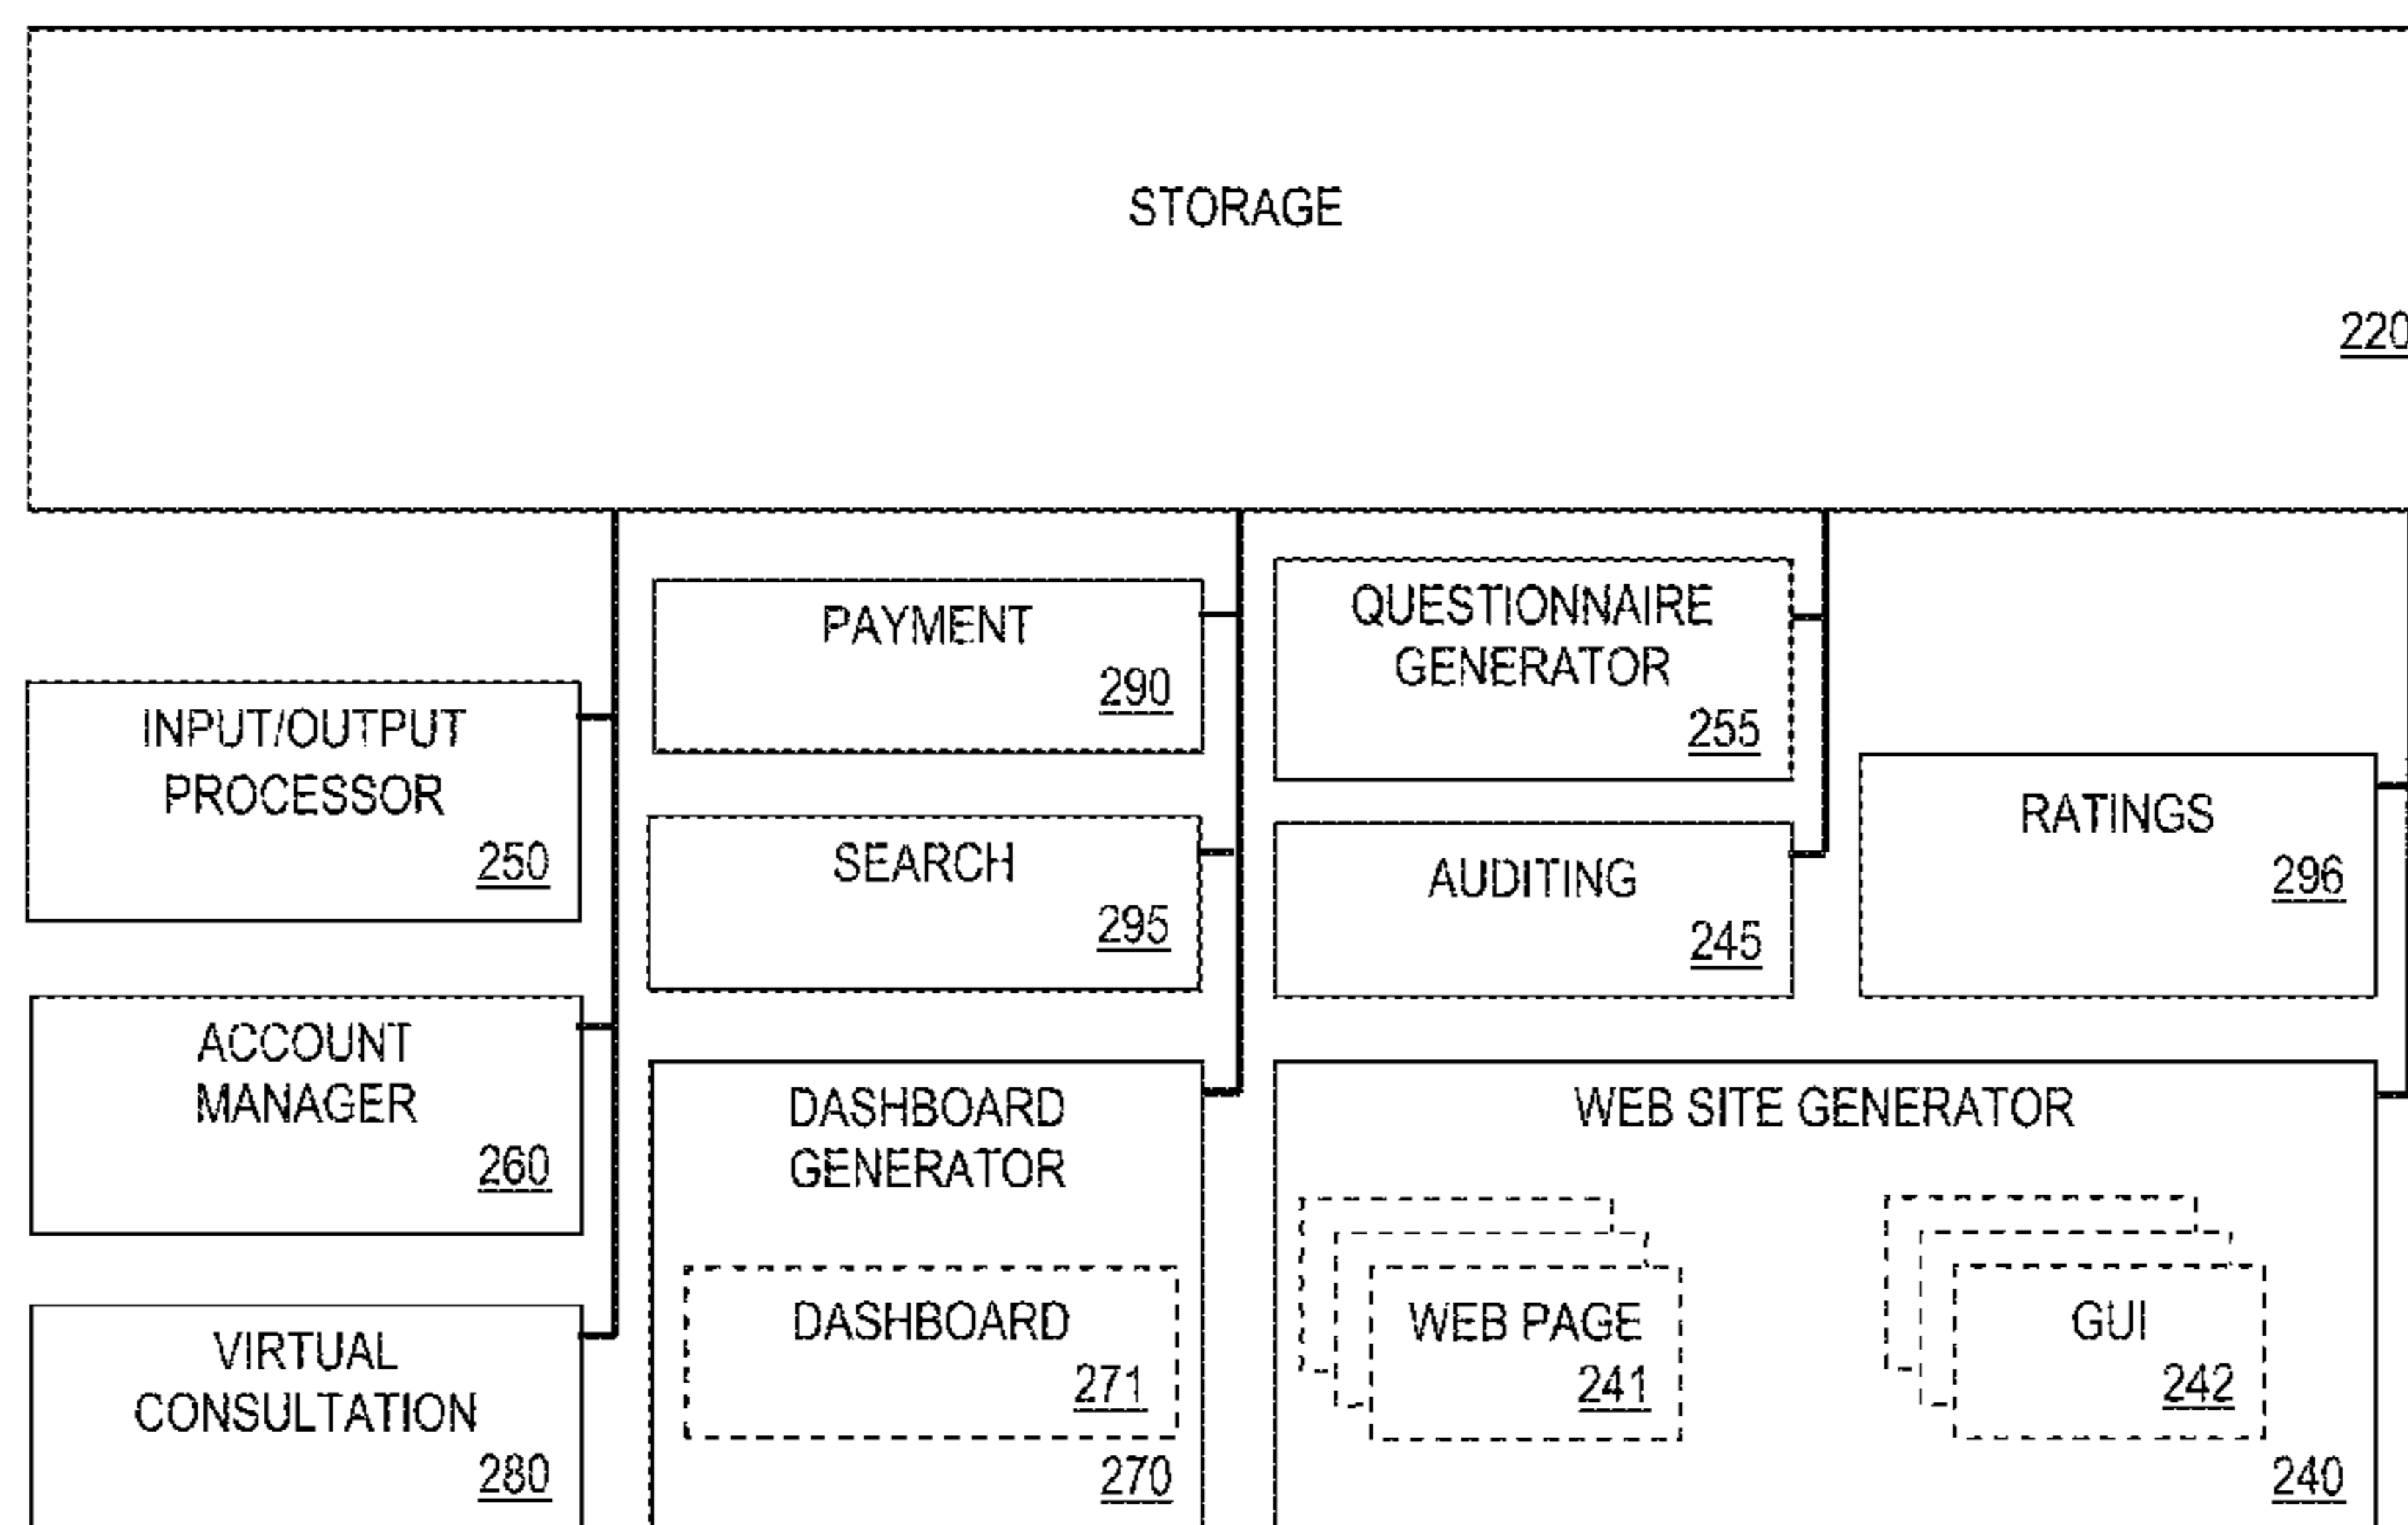 STORAGE
220
PAYMENT
290
QUESTIONNAIRE
GENERATOR
255
INPUT/OUTPUT
PROCESSOR
250
RATINGS
296
SEARCH
295
AUDITING
245
ACCOUNT
MANAGER
260
DASHBOARD
GENERATOR
DASHBOARD
271
270
WEB SITE GENERATOR
WEB PAGE
241
GUI
242
240
VIRTUAL
CONSULTATION
280